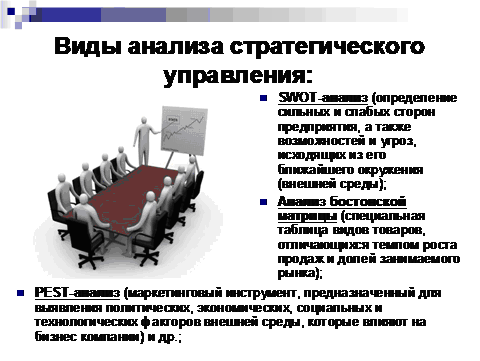 Виды анализа стратегического
управления:
SWOT-анализ (определение
сильных и слабых сторон
предприятия, а также
возможностей и угроз,
исходящих из его
ближайшего окружения
(внешней среды);
Анализ бостонской
матрицы (специальная
таблица видов товаров,
отличающихся темпом роста
продаж и долей занимаемого
рынка);
PEST-анализ (маркетинговый инструмент, предназначенный для
выявления политических, экономических, социальных и
технологических факторов внешней среды, которые влияют на
бизнес компании) и др.;